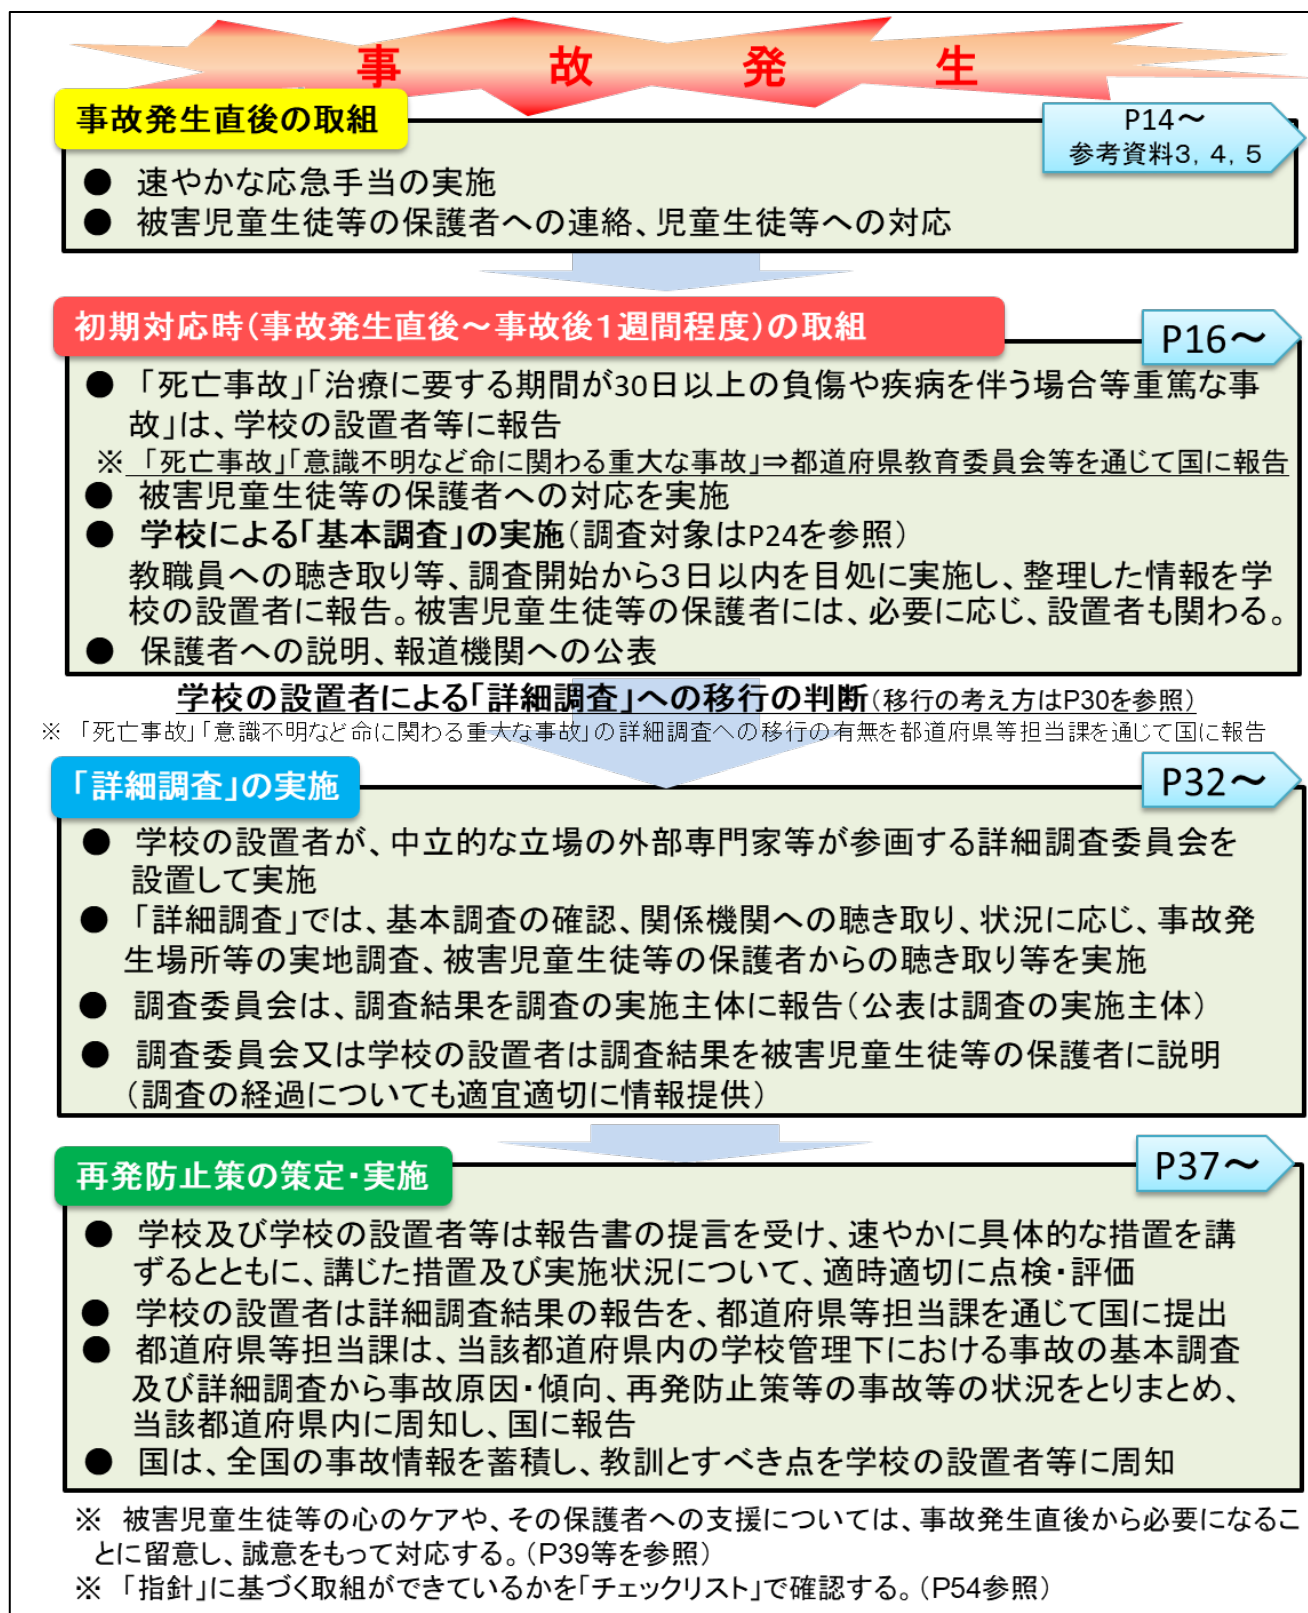 事故発生
事故発生直後の取組
P14～
参考資料3, 4, 5
● 速やかな応急手当の実施
● 被害児童生徒等の保護者への連絡、児童生徒等への対応
初期対応時(事故発生直後～事故後1週間程度)の取組
P16～
● 「死亡事故」「治療に要する期間が30日以上の負傷や疾病を伴う場合等重篤な事
故」は、学校の設置者等に報告
※ 「死亡事故」「意識不明など命に関わる重大な事故」⇒都道府県教育委員会等を通じて国に報告
● 被害児童生徒等の保護者への対応を実施
● 学校による「基本調査」の実施(調査対象はP24を参照)
教職員への聴き取り等、調査開始から3日以内を目処に実施し、整理した情報を学
校の設置者に報告。被害児童生徒等の保護者には、必要に応じ、設置者も関わる。
● 保護者への説明、報道機関への公表
学校の設置者による「詳細調査」への移行の判断(移行の考え方はP30を参照)
※ 「死亡事故」「意識不明など命に関わる重大な事故」の詳細調査への移行の有無を都道府県等担当課を通じて国に報告
「詳細調査」の実施
P32～
● 学校の設置者が、中立的な立場の外部専門家等が参画する詳細調査委員会を
設置して実施
● 「詳細調査」では、基本調査の確認、関係機関への聴き取り、状況に応じ、事故発
生場所等の実地調査、被害児童生徒等の保護者からの聴き取り等を実施
● 調査委員会は、調査結果を調査の実施主体に報告(公表は調査の実施主体)
● 調査委員会又は学校の設置者は調査結果を被害児童生徒等の保護者に説明
(調査の経過についても適宜適切に情報提供)
再発防止策の策定・実施
P37～
● 学校及び学校の設置者等は報告書の提言を受け、速やかに具体的な措置を講
ずるとともに、講じた措置及び実施状況について、適時適切に点検・評価
● 学校の設置者は詳細調査結果の報告を、都道府県等担当課を通じて国に提出
● 都道府県等担当課は、当該都道府県内の学校管理下における事故の基本調査
及び詳細調査から事故原因・傾向、再発防止策等の事故等の状況をとりまとめ、
当該都道府県内に周知し、国に報告
● 国は、全国の事故情報を蓄積し、教訓とすべき点を学校の設置者等に周知
※ 被害児童生徒等の心のケアや、その保護者への支援については、事故発生直後から必要になるこ
とに留意し、誠意をもって対応する。(P39等を参照)
※ 「指針」に基づく取組ができているかを「チェックリスト」で確認する。(P54参照)